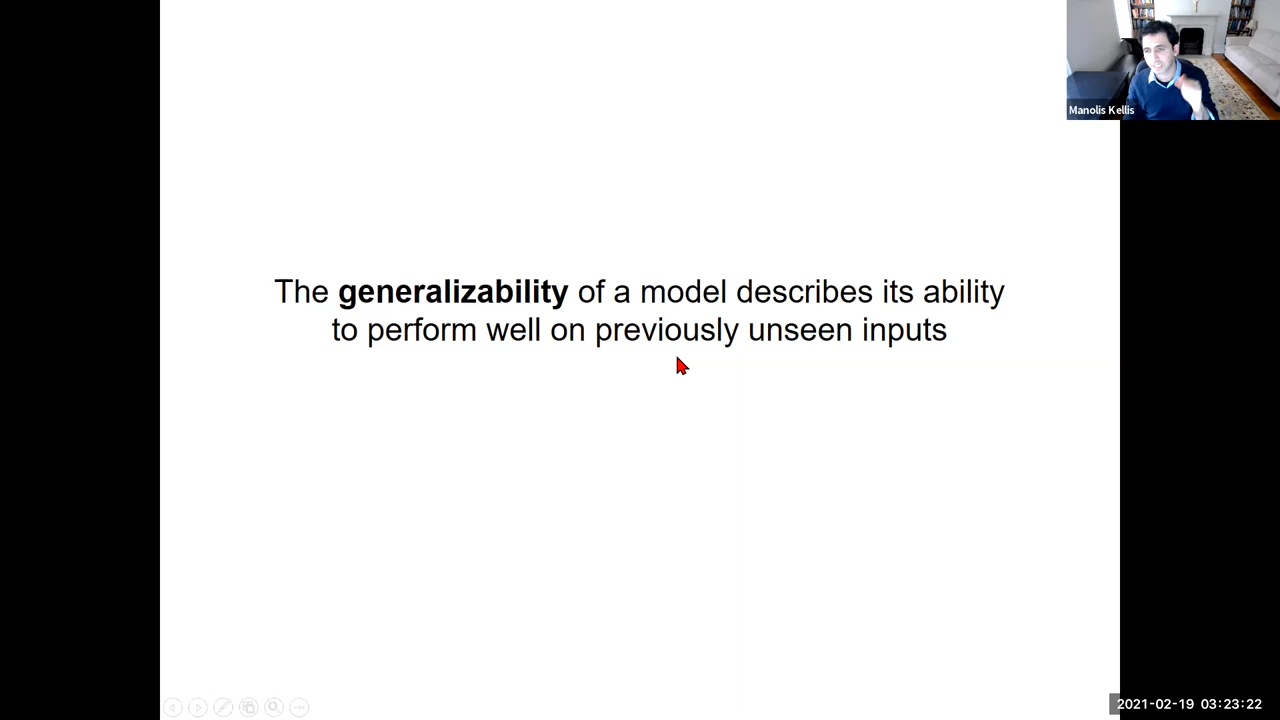 Manolis Kellis
The generalizability of a model describes its ability
to perform well on previously unseen inputs
2021-02-19 03:23:22